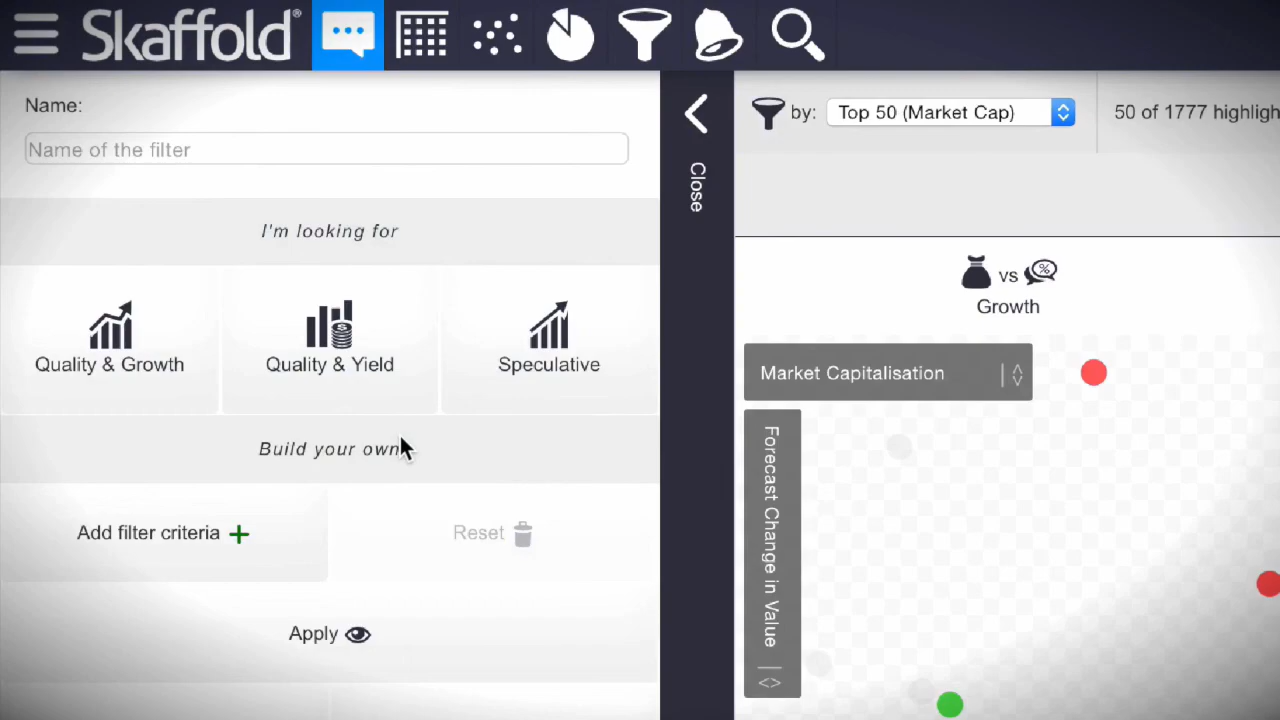 Skaffold®
Name:
Name of the filter
I'm looking for
Quality & Growth
Quality & Yield
Speculative
Build your own
Add filter criteria
Reset
Apply
Close
by:
Top 50 (Market Cap)
50 of 1777 highligh
vs
%
Growth
Market Capitalisation
Forecast Change in Value